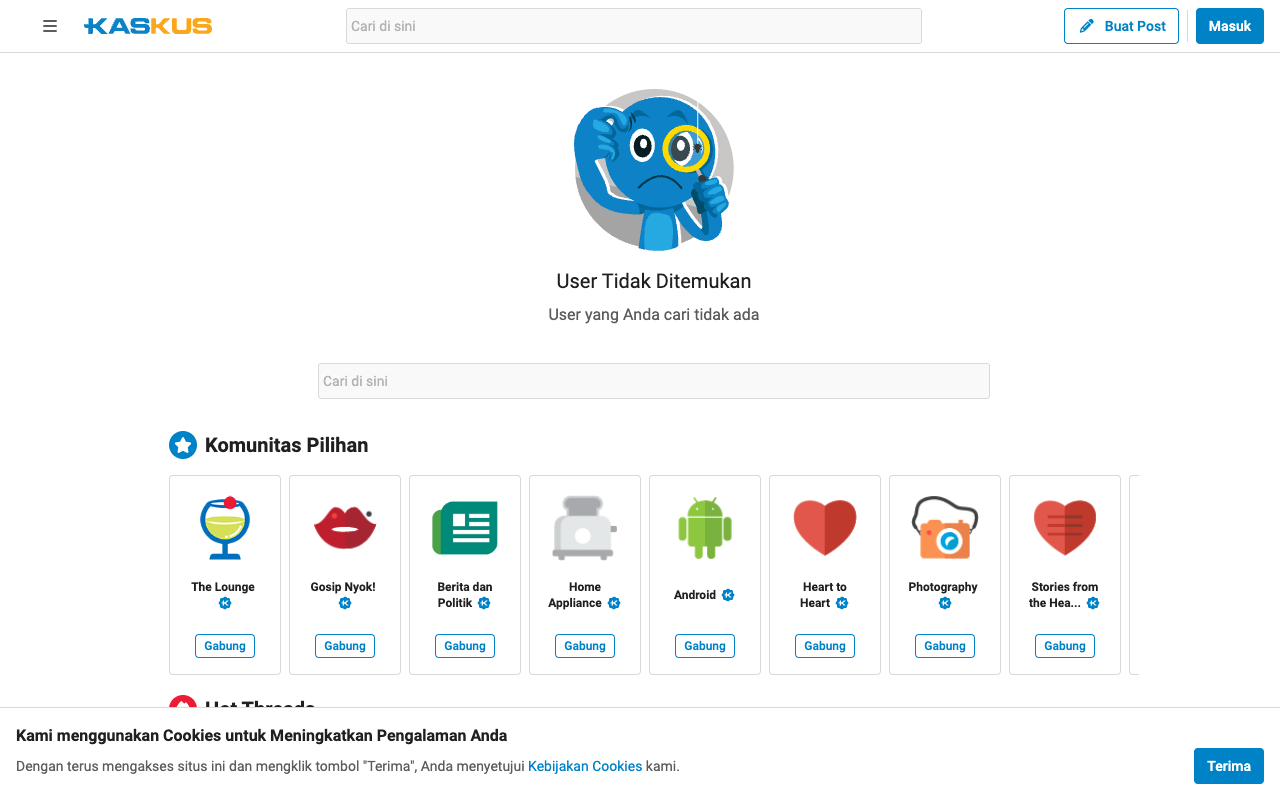 KASKUS
Cari di sini
Buat Post
Masuk
User Tidak Ditemukan
User yang Anda cari tidak ada
Cari di sini
Komunitas Pilihan
The Lounge
Gosip Nyok!
Berita dan
Politik
Home
Appliance
Android
Heart to
Heart
Photography
Stories from
the Hea...
Gabung
Gabung
Gabung
Gabung
Gabung
Gabung
Gabung
Gabung
Hot Threads
Kami menggunakan Cookies untuk Meningkatkan Pengalaman Anda
Dengan terus mengakses situs ini dan mengklik tombol "Terima", Anda menyetujui Kebijakan Cookies kami.
Terima